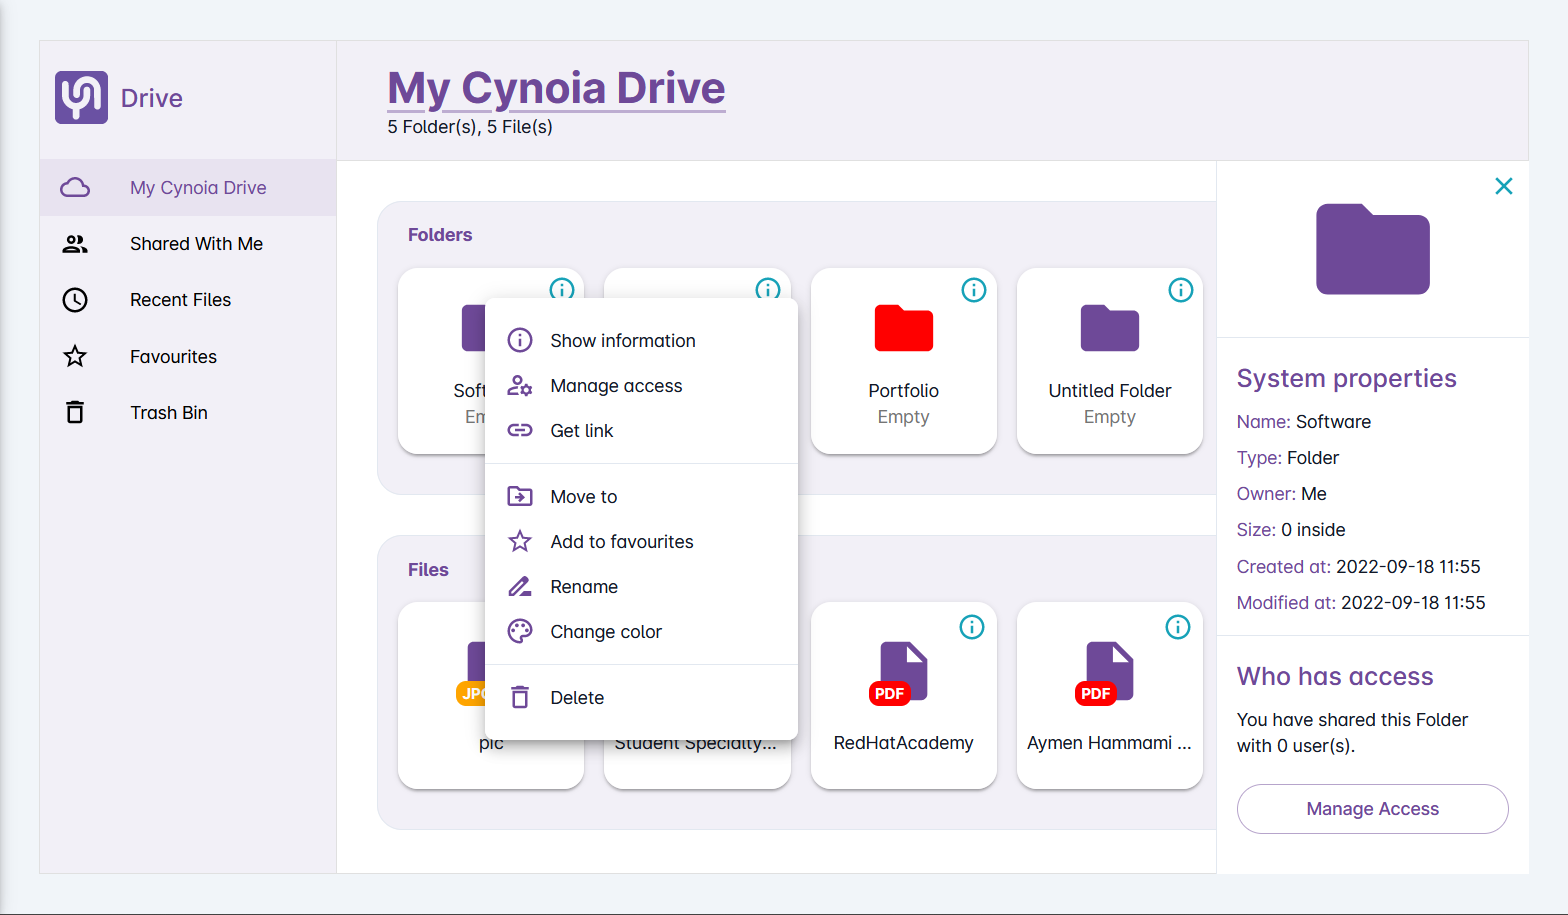 Drive
My Cynoia Drive
5 Folder(s), 5 File(s)
My Cynoia Drive
Shared With Me
Recent Files
Favourites
Trash Bin
Folders
Portfolio
Empty
Untitled Folder
Empty
Show information
Manage access
Get link
Move to
Add to favourites
Rename
Change color
Delete
Files
pic
Student Specialty...
PDF
RedHatAcademy
PDF
Aymen Hammami ...
System properties
Name: Software
Type: Folder
Owner: Me
Size: 0 inside
Created at: 2022-09-18 11:55
Modified at: 2022-09-18 11:55
Who has access
You have shared this Folder
with 0 user(s).
Manage Access